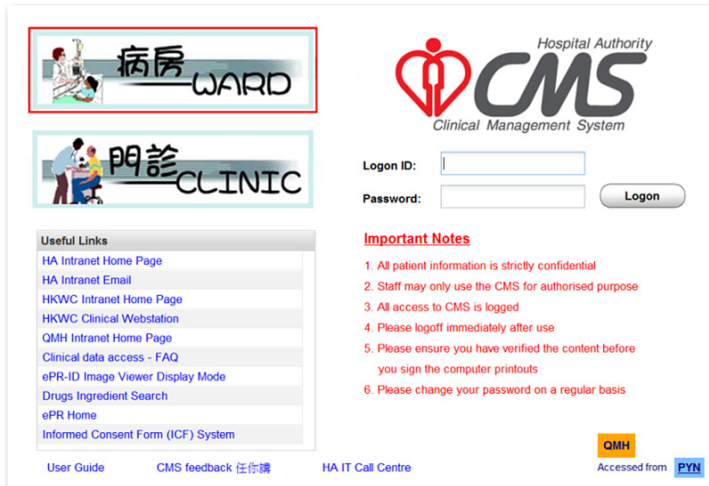 病房
WARD
門診
CLINIC
Hospital Authority
CMS
Clinical Management System
Logon ID:
Password:
Logon
Useful Links
HA Intranet Home Page
HA Intranet Email
HKWC Intranet Home Page
HKWC Clinical Webstation
QMH Intranet Home Page
Clinical data access - FAQ
ePR-ID Image Viewer Display Mode
Drugs Ingredient Search
ePR Home
Informed Consent Form (ICF) System
Important Notes
1. All patient information is strictly confidential
2. Staff may only use the CMS for authorised purpose
3. All access to CMS is logged
4. Please logoff immediately after use
5. Please ensure you have verified the content before
you sign the computer printouts
6. Please change your password on a regular basis
QMH
User Guide CMS feedback 任你講 HA IT Call Centre Accessed from PYN